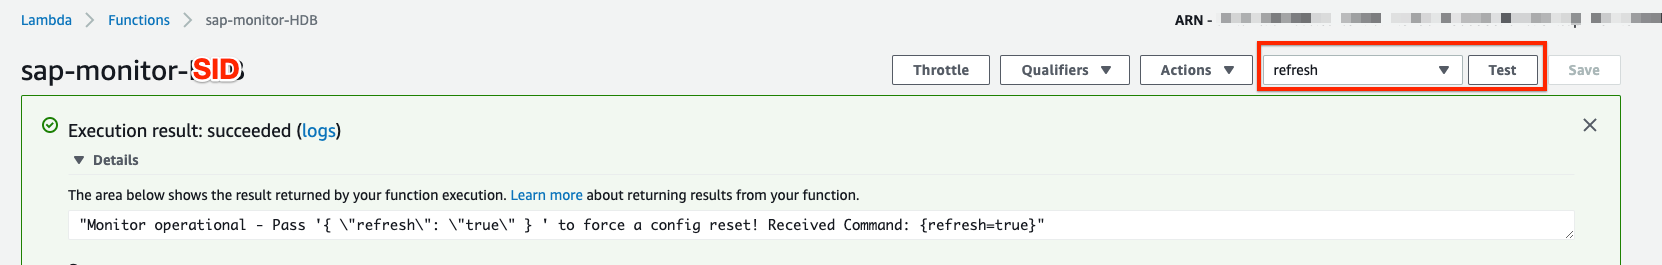 Lambda > Functions > sap-monitor-HDB
ARN -
sap-monitor-SID
Throttle Qualifiers Actions refresh Test Save
Execution result: succeeded (logs)
Details
The area below shows the result returned by your function execution. Learn more about returning results from your function.
"Monitor operational - Pass '{ \"refresh\": \"true\" } ' to force a config reset! Received Command: {refresh=true}"